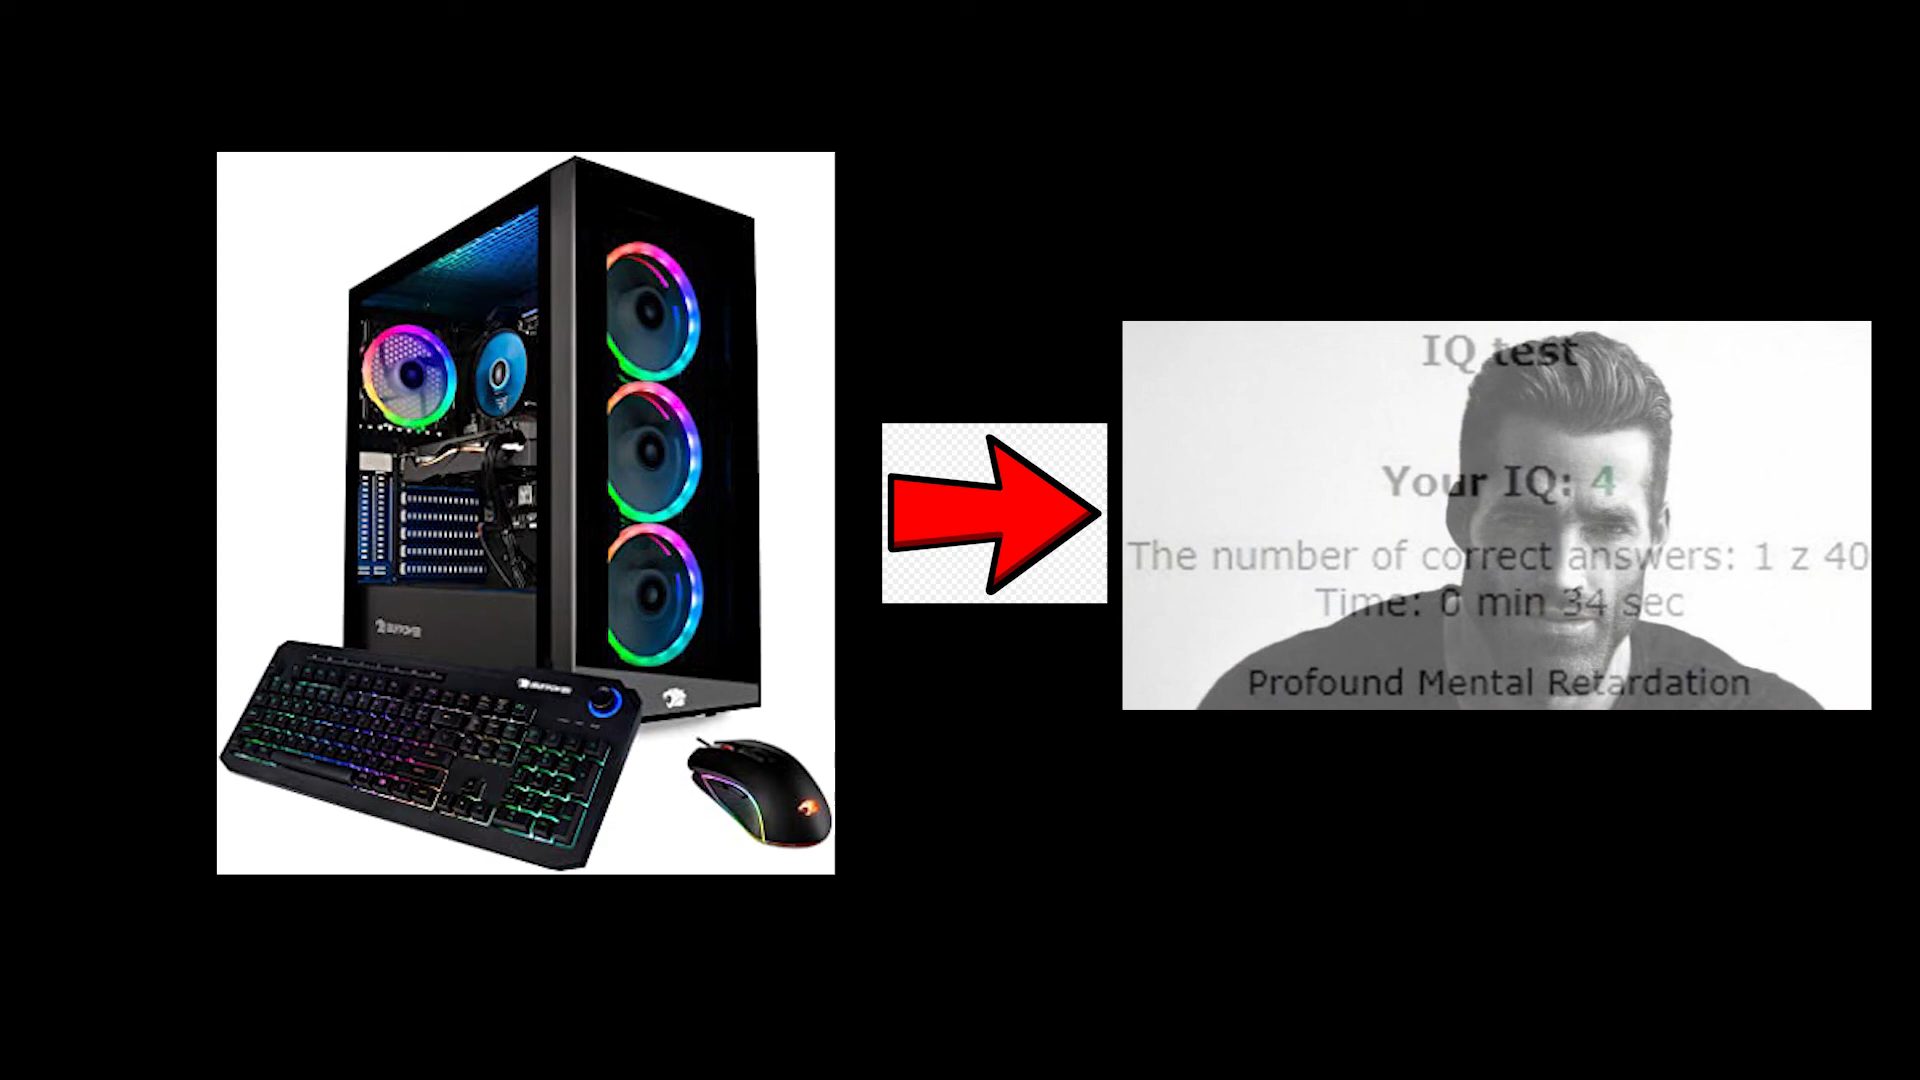 IQ test
Your IQ: 4
The number of correct answers: 1 z 40
Time: 0 min 34 sec
Profound Mental Retardation